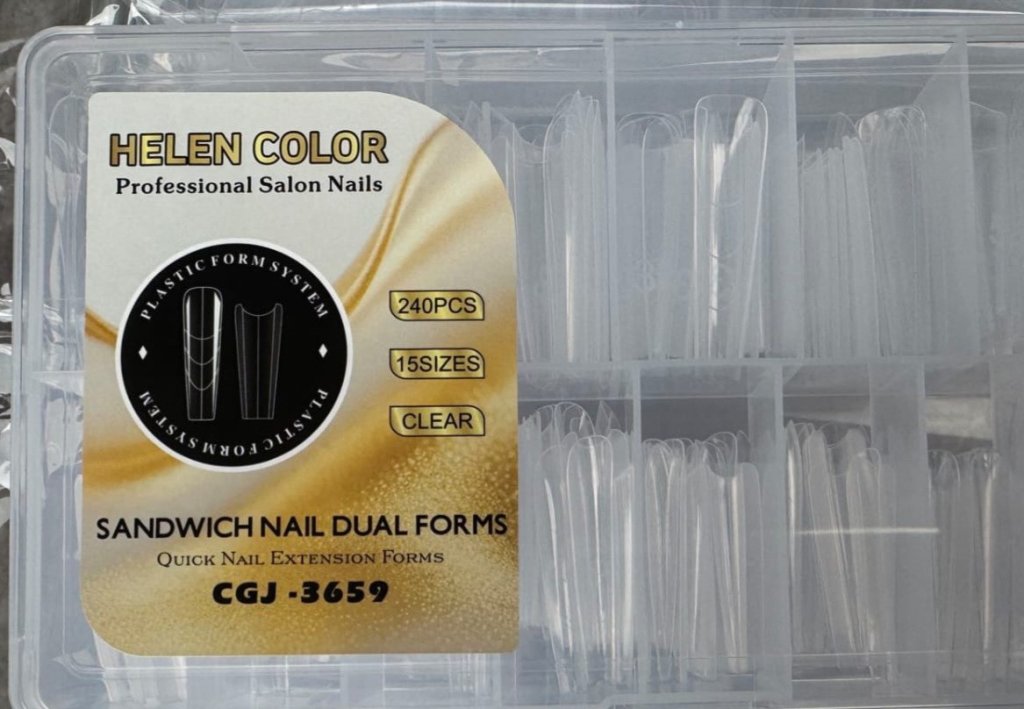 HELEN COLOR
Professional Salon Nails
PLASTIC FORM SYSTEM
PLASTIC FORM SYSTEM
240PCS
15SIZES
CLEAR
SANDWICH NAIL DUAL FORMS
QUICK NAIL EXTENSION FORMS
CGJ -3659